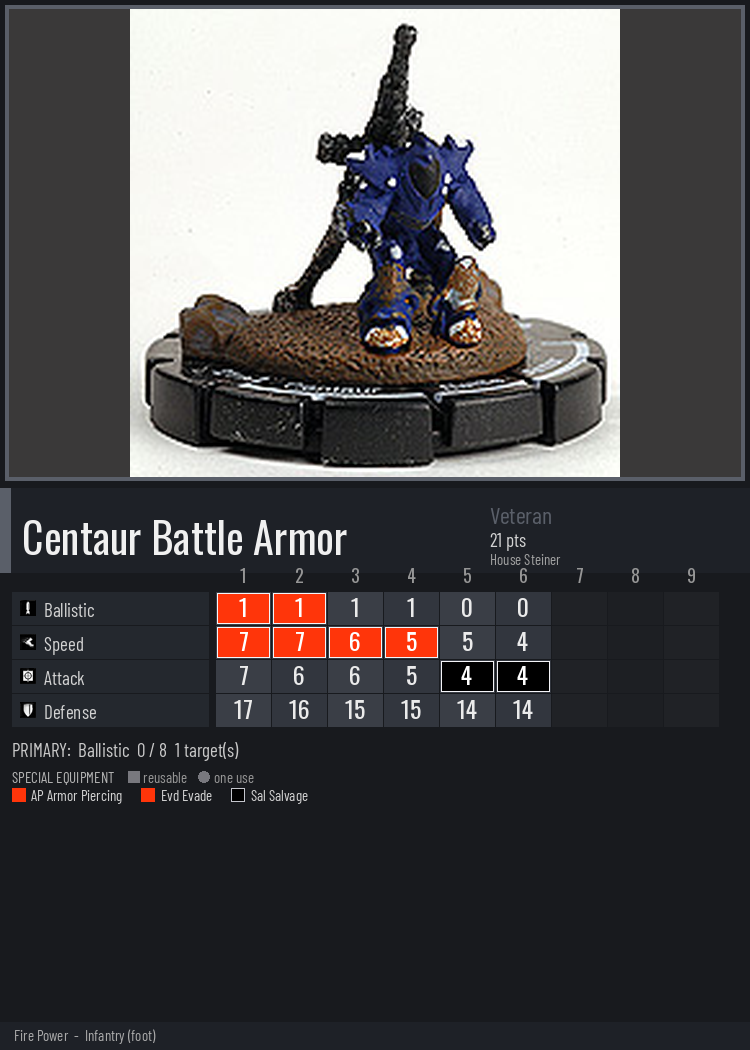 Centaur
Centaur Battle Armor
Veteran
21 pts
House Steiner
1 2 3 4 5 6 7 8 9
Ballistic 1 1 1 1 0 0
Speed 7 7 6 5 5 4
Attack 7 6 6 5 4 4
Defense 17 16 15 15 14 14
PRIMARY: Ballistic 0 / 8 1 target(s)
SPECIAL EQUIPMENT reusable one use
AP Armor Piercing Evd Evade Sal Salvage
Fire Power - Infantry (foot)